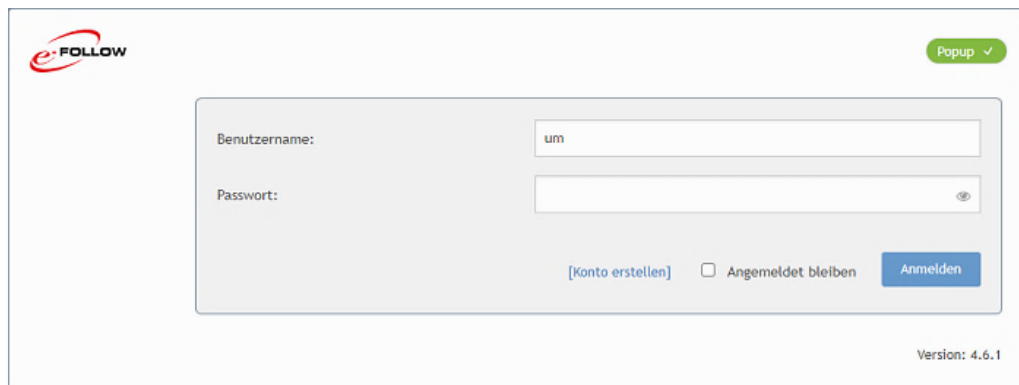 e-FOLLOW
Popup ✓
Benutzername:
um
Passwort:
[Konto erstellen]
Angemeldet bleiben
Anmelden
Version: 4.6.1